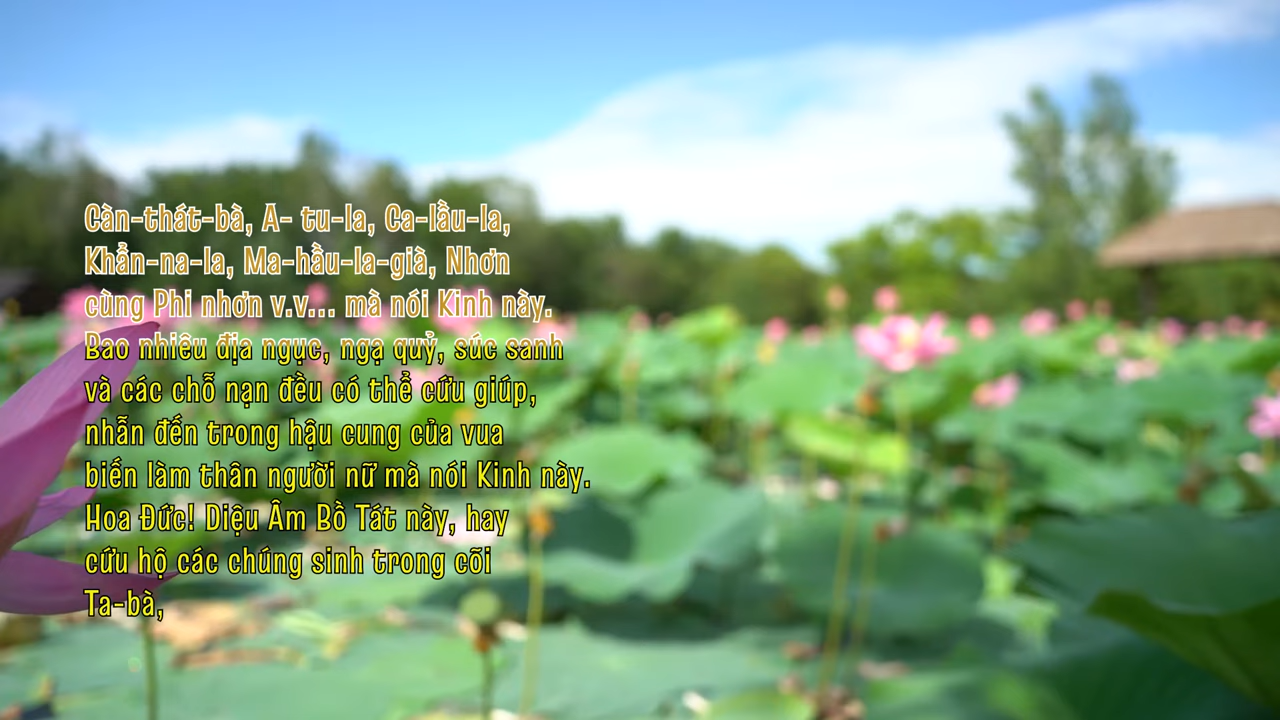 Càn-thát-bà, A- tu-la, Ca-lầu-la,
Khẩn-na-la, Ma-hầu-la-già, Nhơn
cùng Phi nhơn v.v... mà nói Kinh này.
Bao nhiêu địa ngục, ngạ quỷ, súc sanh
và các chỗ nạn đều có thể cứu giúp,
nhẫn đến trong hậu cung của vua
biến làm thân người nữ mà nói Kinh này.
Hoa Đức! Diệu Âm Bồ Tát này, hay
cứu hộ các chúng sinh trong cõi
Ta-bà,